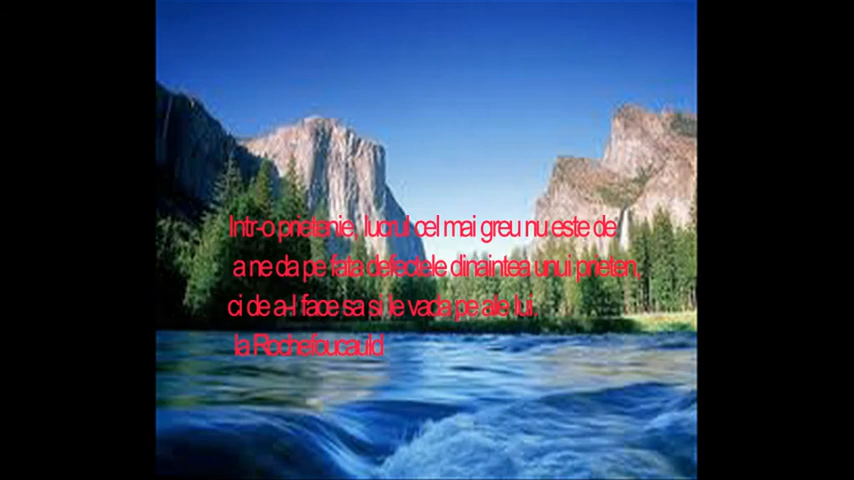 Intr-o prietenie, lucrul cel mai greu nu este de
a ne da pe fata defectele dinaintea unui prieten,
ci de a-l face sa si le vada pe ale lui.
la Rochefoucauld